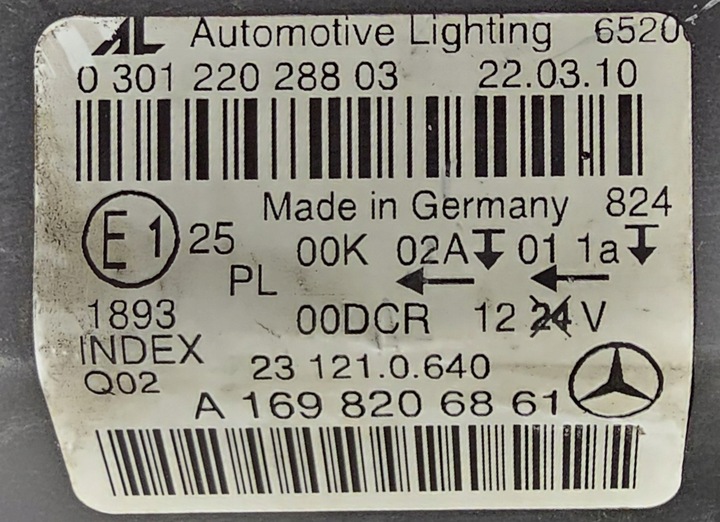 AL Automotive Lighting 6520
0 301 220 288 03 22.03.10
Made in Germany 824
E1 25 00K 02A 01 1a
PL
1893 00DCR 12 24 V
INDEX 23 121.0.640
Q02
A 169 820 68 61